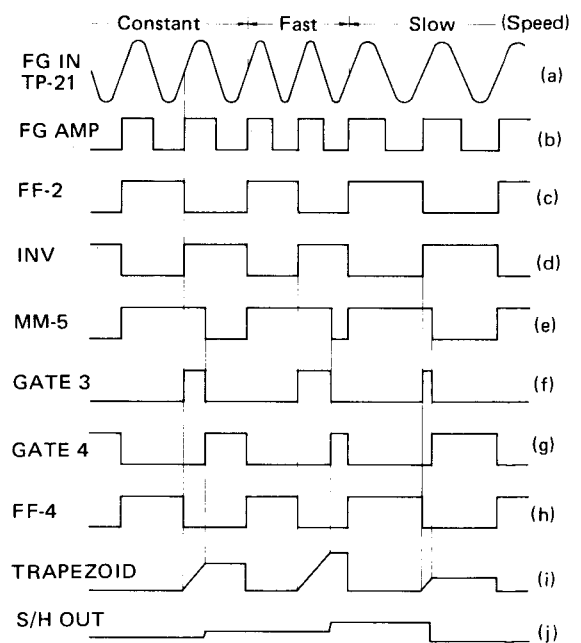 Constant Fast Slow (Speed)
FG IN
TP-21 (a)
FG AMP (b)
FF-2 (c)
INV (d)
MM-5 (e)
GATE 3 (f)
GATE 4 (g)
FF-4 (h)
TRAPEZOID (i)
S/H OUT (j)